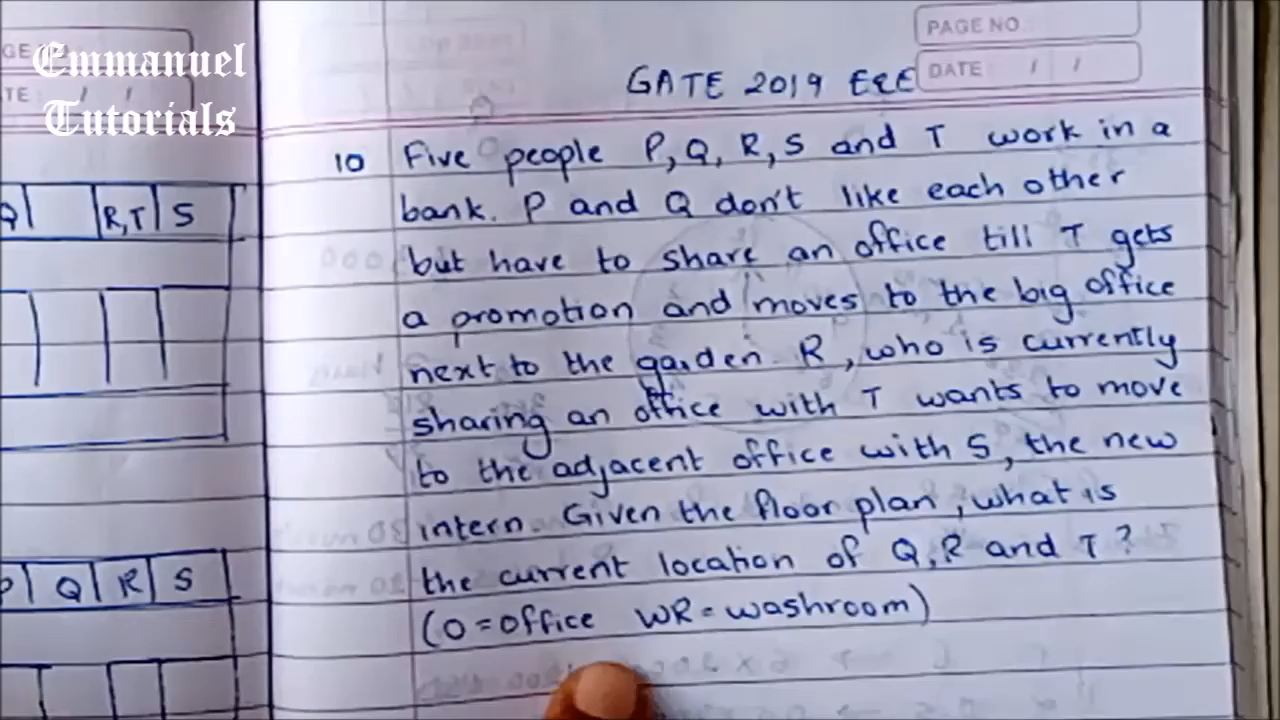 Emmanuel
Tutorials
GE
TE / /
Q R,T S
P Q R S
PAGE NO.
DATE / /
GATE 2019 EEE
10 Five people P, Q, R, S and T work in a
bank. P and Q don't like each other
but have to share an office till T gets
a promotion and moves to the big office
next to the garden. R, who is currently
sharing an office with T wants to move
to the adjacent office with S, the new
intern. Given the floor plan, what is
the current location of Q, R and T?
(O = Office WR = washroom)